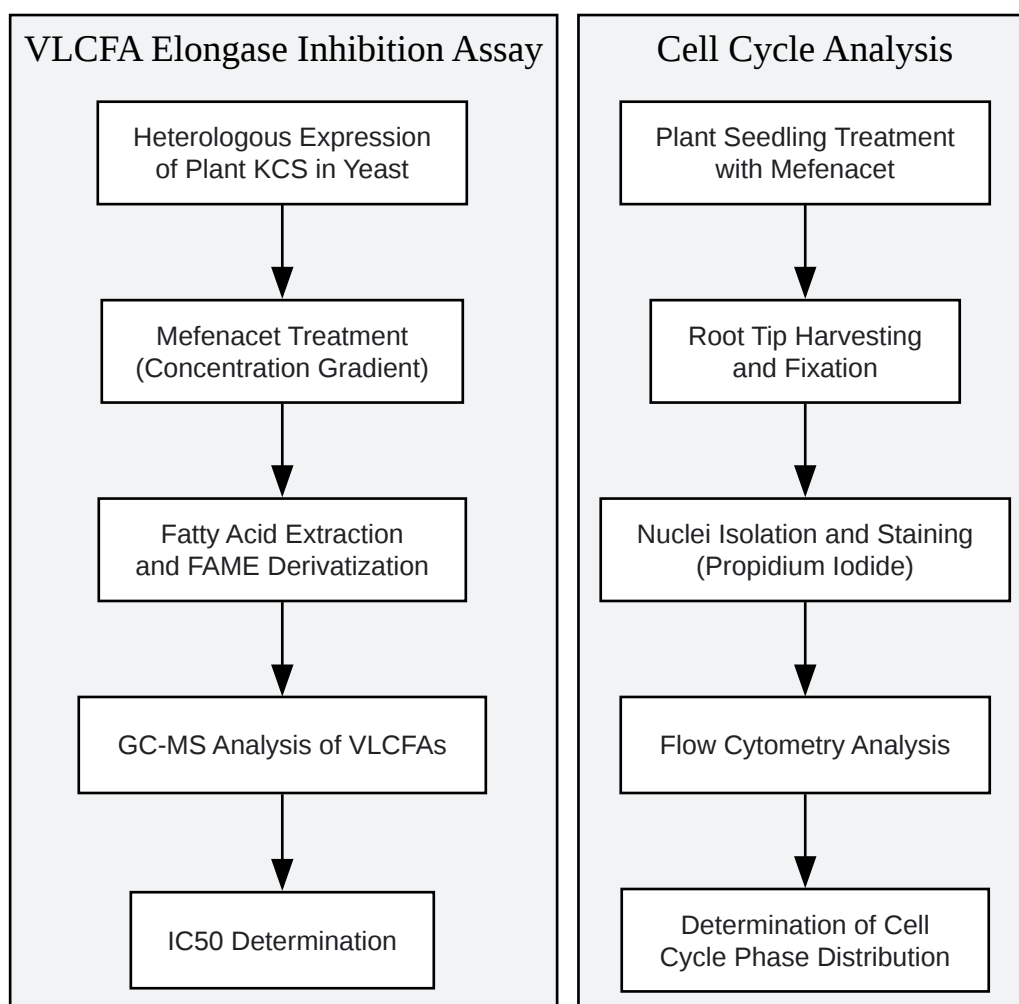 VLCFA Elongase Inhibition Assay
Heterologous Expression
of Plant KCS in Yeast
Mefenacet Treatment
(Concentration Gradient)
Fatty Acid Extraction
and FAME Derivatization
GC-MS Analysis of VLCFAs
IC50 Determination
Cell Cycle Analysis
Plant Seedling Treatment
with Mefenacet
Root Tip Harvesting
and Fixation
Nuclei Isolation and Staining
(Propidium Iodide)
Flow Cytometry Analysis
Determination of Cell
Cycle Phase Distribution